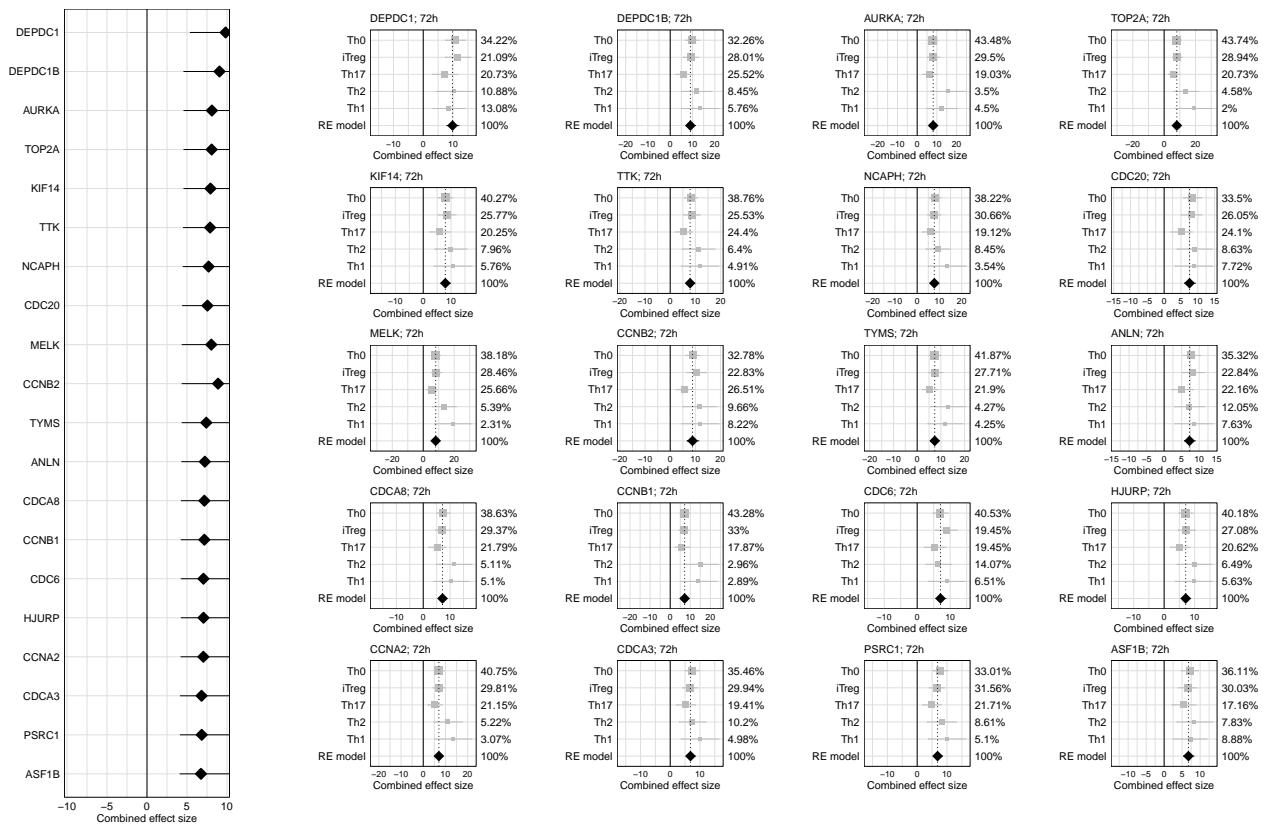 DEPDC1
DEPDC1B
AURKA
TOP2A
KIF14
TTK
NCAPH
CDC20
MELK
CCNB2
TYMS
ANLN
CDCA8
CCNB1
CDC6
HJURP
CCNA2
CDCA3
PSRC1
ASF1B
−10 −5 0 5 10
Combined effect size
DEPDC1; 72h
Th0 34.22%
iTreg 21.09%
Th17 20.73%
Th2 10.88%
Th1 13.08%
RE model 100%
−10 0 10
Combined effect size
DEPDC1B; 72h
Th0 32.26%
iTreg 28.01%
Th17 25.52%
Th2 8.45%
Th1 5.76%
RE model 100%
−10 0 10 20
Combined effect size
AURKA; 72h
Th0 43.48%
iTreg 29.5%
Th17 19.03%
Th2 3.5%
Th1 4.5%
RE model 100%
−20 −10 0 10 20
Combined effect size
TOP2A; 72h
Th0 43.74%
iTreg 28.94%
Th17 20.73%
Th2 4.58%
Th1 2%
RE model 100%
−20 0 20
Combined effect size
KIF14; 72h
Th0 40.27%
iTreg 25.77%
Th17 20.25%
Th2 7.96%
Th1 5.76%
RE model 100%
−10 0 10
Combined effect size
TTK; 72h
Th0 38.76%
iTreg 25.53%
Th17 24.4%
Th2 6.4%
Th1 4.91%
RE model 100%
−20 −10 0 10 20
Combined effect size
NCAPH; 72h
Th0 38.22%
iTreg 30.66%
Th17 19.12%
Th2 8.45%
Th1 3.54%
RE model 100%
−20 −10 0 10 20
Combined effect size
CDC20; 72h
Th0 33.5%
iTreg 26.05%
Th17 24.1%
Th2 8.63%
Th1 7.72%
RE model 100%
−15 −10 −5 0 5 10 15
Combined effect size
MELK; 72h
Th0 38.18%
iTreg 28.46%
Th17 25.66%
Th2 5.39%
Th1 2.31%
RE model 100%
−20 0 20
Combined effect size
CCNB2; 72h
Th0 32.78%
iTreg 22.83%
Th17 26.51%
Th2 9.66%
Th1 8.22%
RE model 100%
−20 −10 0 10 20
Combined effect size
TYMS; 72h
Th0 41.87%
iTreg 27.71%
Th17 21.9%
Th2 4.27%
Th1 4.25%
RE model 100%
−20 −10 0 10 20
Combined effect size
ANLN; 72h
Th0 35.32%
iTreg 22.84%
Th17 22.16%
Th2 12.05%
Th1 7.63%
RE model 100%
−15 −10 −5 0 5 10 15
Combined effect size
CDCA8; 72h
Th0 38.63%
iTreg 29.37%
Th17 21.79%
Th2 5.11%
Th1 5.1%
RE model 100%
−20 −10 0 10
Combined effect size
CCNB1; 72h
Th0 43.28%
iTreg 33%
Th17 17.87%
Th2 2.96%
Th1 2.89%
RE model 100%
−20 −10 0 10 20
Combined effect size
CDC6; 72h
Th0 40.53%
iTreg 19.45%
Th17 19.45%
Th2 14.07%
Th1 6.51%
RE model 100%
−10 0 10
Combined effect size
HJURP; 72h
Th0 40.18%
iTreg 27.08%
Th17 20.62%
Th2 6.49%
Th1 5.63%
RE model 100%
−10 0 10
Combined effect size
CCNA2; 72h
Th0 40.75%
iTreg 29.81%
Th17 21.15%
Th2 5.22%
Th1 3.07%
RE model 100%
−20 −10 0 10 20
Combined effect size
CDCA3; 72h
Th0 35.46%
iTreg 29.94%
Th17 19.41%
Th2 10.2%
Th1 4.98%
RE model 100%
−10 0 10
Combined effect size
PSRC1; 72h
Th0 33.01%
iTreg 31.56%
Th17 21.71%
Th2 8.61%
Th1 5.1%
RE model 100%
−10 0 10
Combined effect size
ASF1B; 72h
Th0 36.11%
iTreg 30.03%
Th17 17.16%
Th2 7.83%
Th1 8.88%
RE model 100%
−10 −5 0 5 10
Combined effect size